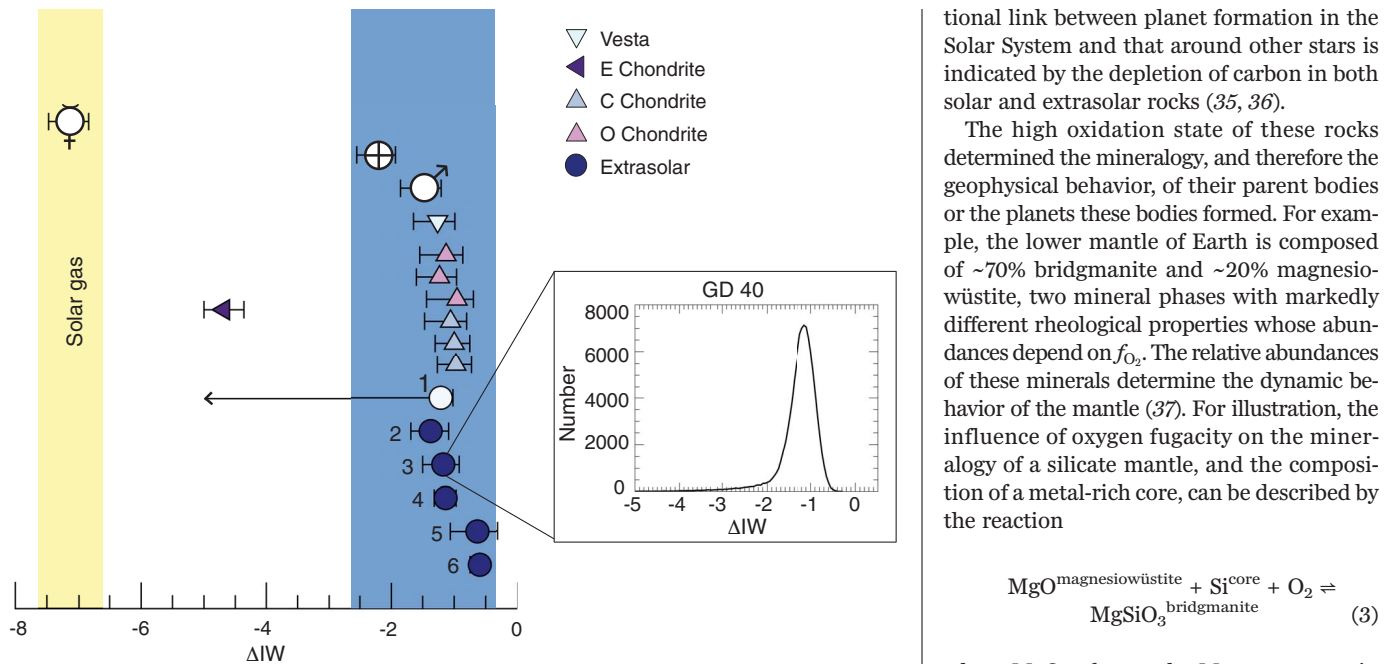 Solar gas
Vesta
E Chondrite
C Chondrite
O Chondrite
Extrasolar
1
2
3
4
5
6
-8
-6
-4
-2
0
ΔIW
GD 40
Number
8000
6000
4000
2000
0
-5
-4
-3
-2
-1
0
ΔIW
tional link between planet formation in the
Solar System and that around other stars is
indicated by the depletion of carbon in both
solar and extrasolar rocks (35, 36).
The high oxidation state of these rocks
determined the mineralogy, and therefore the
geophysical behavior, of their parent bodies
or the planets these bodies formed. For exam-
ple, the lower mantle of Earth is composed
of ~70% bridgmanite and ~20% magnesio-
wüstite, two mineral phases with markedly
different rheological properties whose abun-
dances depend on fO₂. The relative abundances
of these minerals determine the dynamic be-
havior of the mantle (37). For illustration, the
influence of oxygen fugacity on the miner-
alogy of a silicate mantle, and the composi-
tion of a metal-rich core, can be described by
the reaction
MgO^magnesiowüstite + Si^core + O₂ ⇌
MgSiO₃^bridgmanite (3)